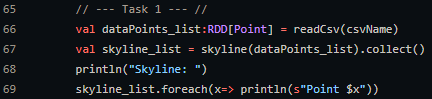 65 // --- Task 1 --- //
66 val dataPoints_list:RDD[Point] = readCsv(csvName)
67 val skyline_list = skyline(dataPoints_list).collect()
68 println("Skyline: ")
69 skyline_list.foreach(x=> println(s"Point $x"))